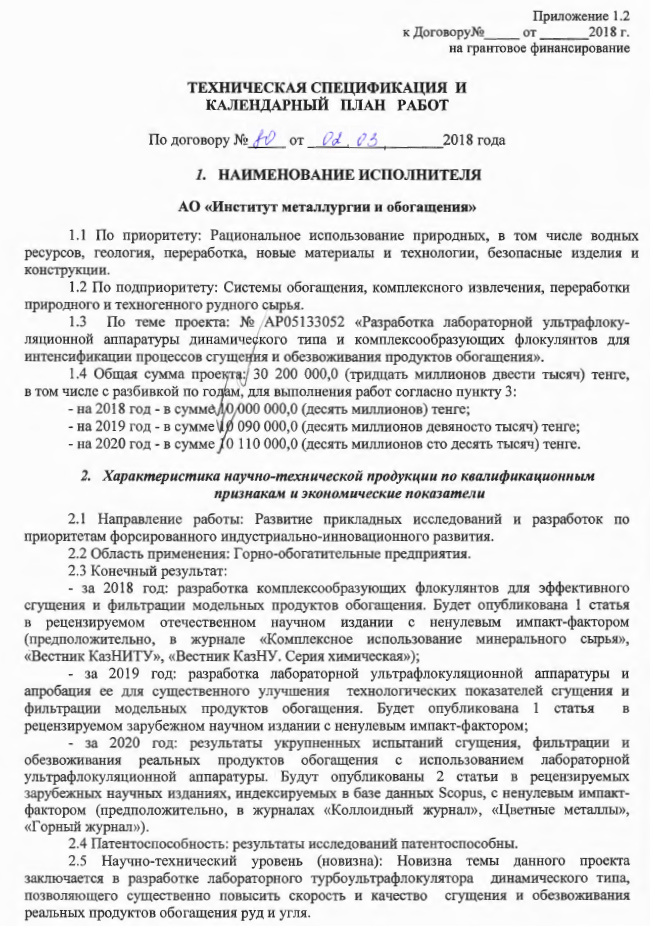 Приложение 1.2
к Договору№_____ от _______2018 г.
на грантовое финансирование
ТЕХНИЧЕСКАЯ СПЕЦИФИКАЦИЯ И
КАЛЕНДАРНЫЙ ПЛАН РАБОТ
По договору № 80 от 02.03. 2018 года
1. НАИМЕНОВАНИЕ ИСПОЛНИТЕЛЯ
АО «Институт металлургии и обогащения»
1.1 По приоритету: Рациональное использование природных, в том числе водных
ресурсов, геология, переработка, новые материалы и технологии, безопасные изделия и
конструкции.
1.2 По подприоритету: Системы обогащения, комплексного извлечения, переработки
природного и техногенного рудного сырья.
1.3 По теме проекта: № АР05133052 «Разработка лабораторной ультрафлоку-
ляционной аппаратуры динамического типа и комплексообразующих флокулянтов для
интенсификации процессов сгущения и обезвоживания продуктов обогащения».
1.4 Общая сумма проекта: 30 200 000,0 (тридцать миллионов двести тысяч) тенге,
в том числе с разбивкой по годам, для выполнения работ согласно пункту 3:
- на 2018 год - в сумме 10 000 000,0 (десять миллионов) тенге;
- на 2019 год - в сумме 10 090 000,0 (десять миллионов девяносто тысяч) тенге;
- на 2020 год - в сумме 10 110 000,0 (десять миллионов сто десять тысяч) тенге.
2. Характеристика научно-технической продукции по квалификационным
признакам и экономические показатели
2.1 Направление работы: Развитие прикладных исследований и разработок по
приоритетам форсированного индустриально-инновационного развития.
2.2 Область применения: Горно-обогатительные предприятия.
2.3 Конечный результат:
- за 2018 год: разработка комплексообразующих флокулянтов для эффективного
сгущения и фильтрации модельных продуктов обогащения. Будет опубликована 1 статья
в рецензируемом отечественном научном издании с ненулевым импакт-фактором
(предположительно, в журнале «Комплексное использование минерального сырья»,
«Вестник КазНИТУ», «Вестник КазНУ. Серия химическая»);
- за 2019 год: разработка лабораторной ультрафлокуляционной аппаратуры и
апробация ее для существенного улучшения технологических показателей сгущения и
фильтрации модельных продуктов обогащения. Будет опубликована 1 статья в
рецензируемом зарубежном научном издании с ненулевым импакт-фактором;
- за 2020 год: результаты укрупненных испытаний сгущения, фильтрации и
обезвоживания реальных продуктов обогащения с использованием лабораторной
ультрафлокуляционной аппаратуры. Будут опубликованы 2 статьи в рецензируемых
зарубежных научных изданиях, индексируемых в базе данных Scopus, с ненулевым импакт-
фактором (предположительно, в журналах «Коллоидный журнал», «Цветные металлы»,
«Горный журнал»).
2.4 Патентоспособность: результаты исследований патентоспособны.
2.5 Научно-технический уровень (новизна): Новизна темы данного проекта
заключается в разработке лабораторного турбоультрафлокулятора динамического типа,
позволяющего существенно повысить скорость и качество сгущения и обезвоживания
реальных продуктов обогащения руд и угля.